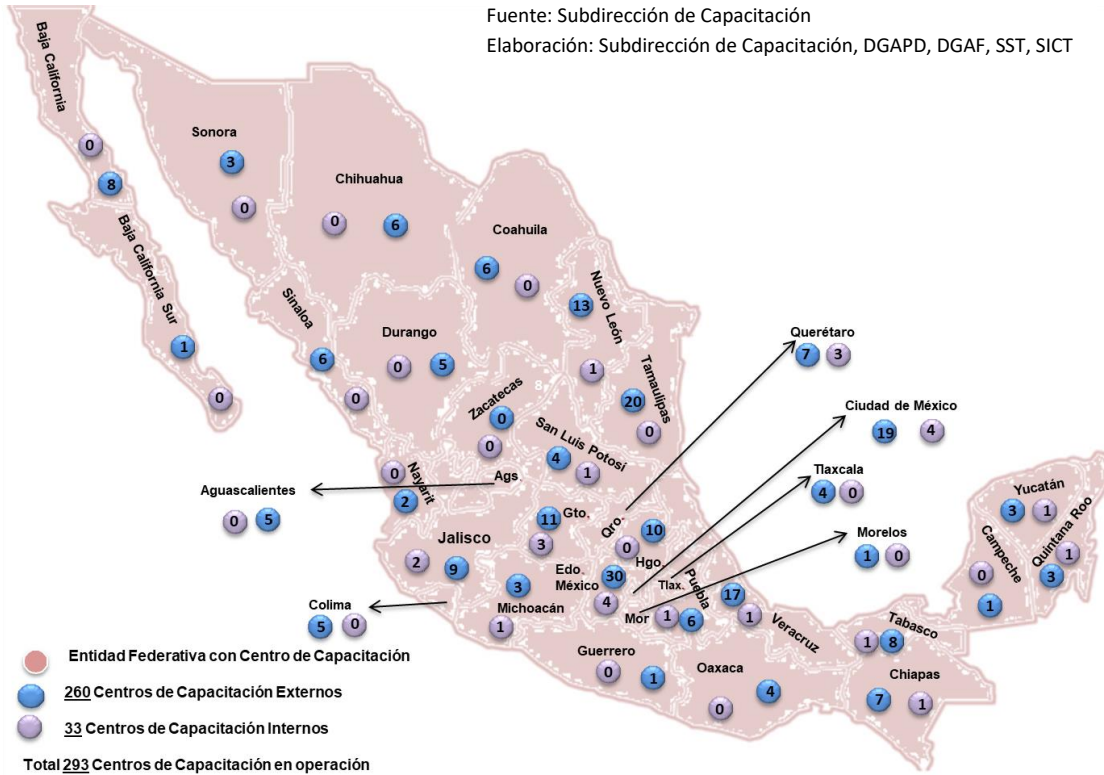 Fuente: Subdirección de Capacitación
Elaboración: Subdirección de Capacitación, DGAPD, DGAF, SST, SICT
Baja California
0
8
Sonora
3
0
Chihuahua
0
6
Coahuila
6
0
Nuevo León
13
1
Baja California Sur
1
0
Sinaloa
6
0
Durango
0
5
Tamaulipas
20
0
Zacatecas
0
0
8
San Luis Potosí
4
1
Querétaro
7
3
Ciudad de México
19
4
Tlaxcala
4
0
Morelos
1
0
Nayarit
0
2
Ags.
Aguascalientes
0
5
Gto.
11
3
Qro.
0
10
Hgo.
Jalisco
2
9
Edo.
México
30
4
Michoacán
3
1
Colima
5
0
Tlax.
Mor
Puebla
1
6
Veracruz
17
1
Guerrero
0
1
Oaxaca
0
4
Tabasco
1
8
Chiapas
7
1
Yucatán
3
1
Campeche
0
1
Quintana Roo
1
3
Entidad Federativa con Centro de Capacitación
260 Centros de Capacitación Externos
33 Centros de Capacitación Internos
Total 293 Centros de Capacitación en operación